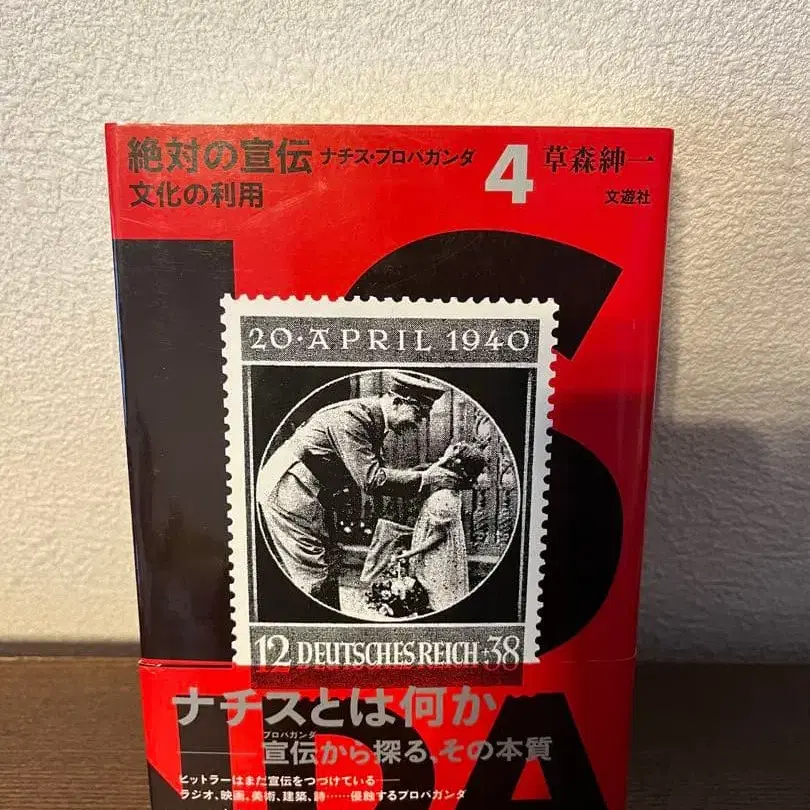 絶対の宣伝 ナチス・プロパガンダ 4 草森紳一
文化の利用
文遊社
20·APRIL 1940
12 DEUTSCHES REICH +38
ナチスとは何か
プロパガンダ
宣伝から探る、その本質
ヒットラーはまだ宣伝をつづけている——
ラジオ、映画。美術、建築、詩……侵触するプロパガンダ